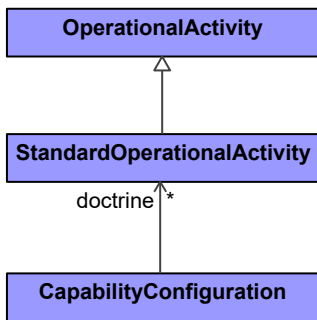 OperationalActivity
StandardOperationalActivity
doctrine *
CapabilityConfiguration